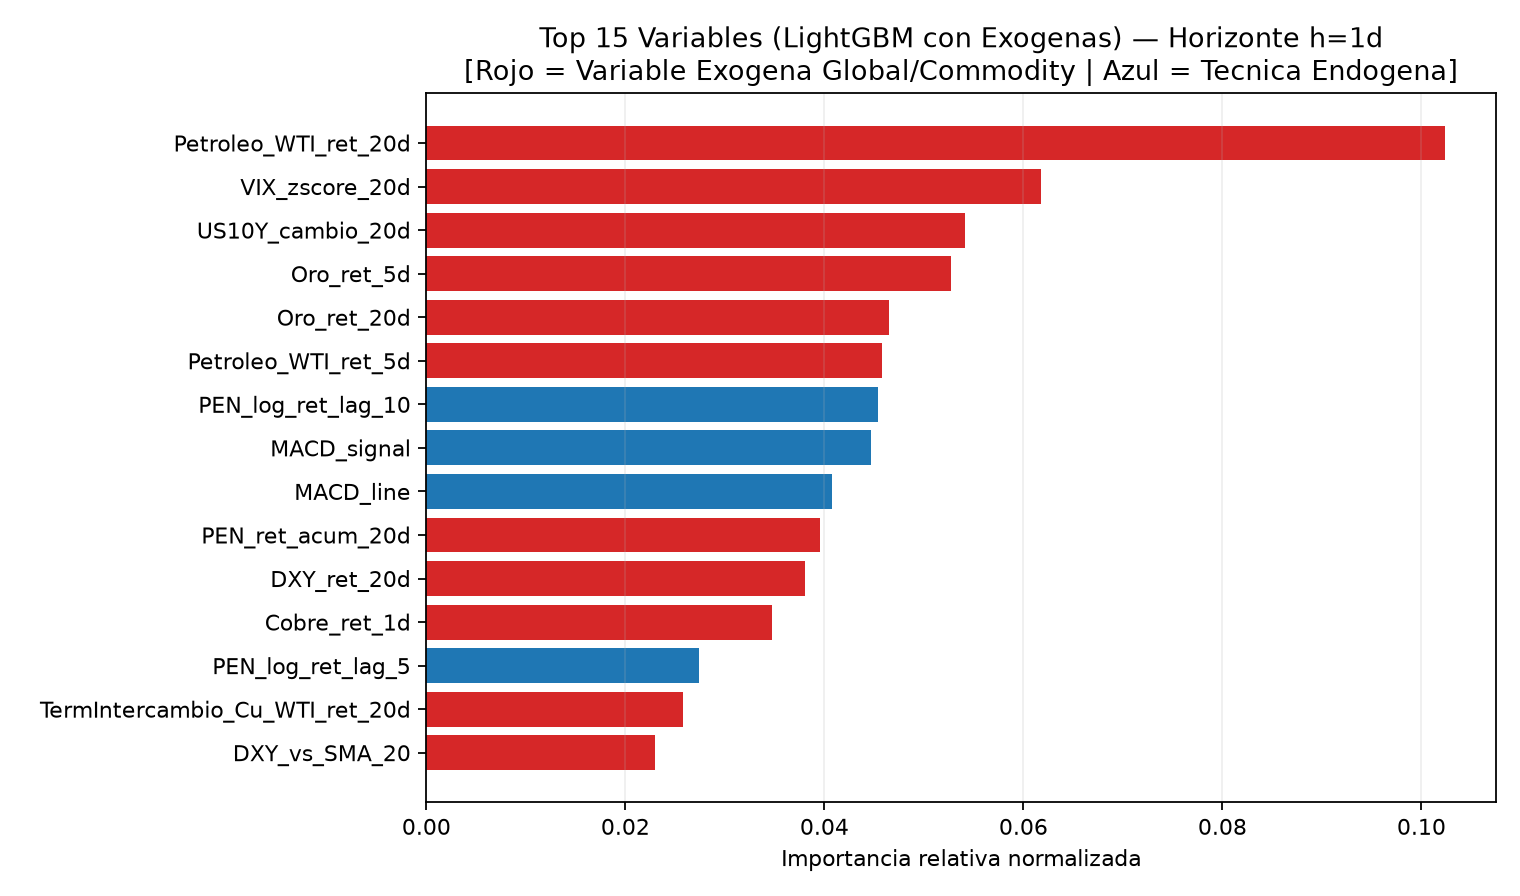 Top 15 Variables (LightGBM con Exogenas) — Horizonte h=1d
[Rojo = Variable Exogena Global/Commodity | Azul = Tecnica Endogena]
Petroleo_WTI_ret_20d
VIX_zscore_20d
US10Y_cambio_20d
Oro_ret_5d
Oro_ret_20d
Petroleo_WTI_ret_5d
PEN_log_ret_lag_10
MACD_signal
MACD_line
PEN_ret_acum_20d
DXY_ret_20d
Cobre_ret_1d
PEN_log_ret_lag_5
TermIntercambio_Cu_WTI_ret_20d
DXY_vs_SMA_20
0.00 0.02 0.04 0.06 0.08 0.10
Importancia relativa normalizada